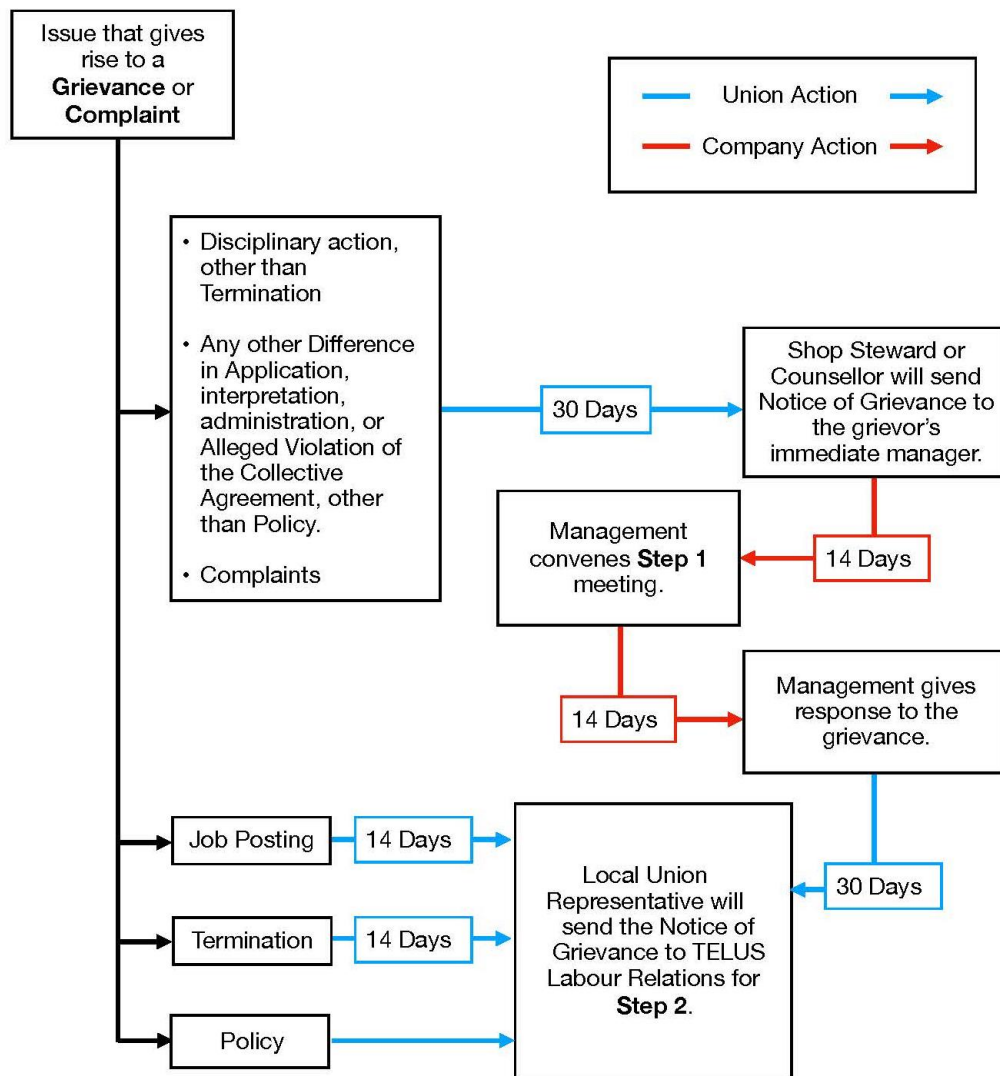 Issue that gives
rise to a
Grievance or
Complaint
Union Action
Company Action
• Disciplinary action,
other than
Termination
• Any other Difference
in Application,
interpretation,
administration, or
Alleged Violation of
the Collective
Agreement, other
than Policy.
• Complaints
30 Days
Shop Steward or
Counsellor will send
Notice of Grievance to
the grievor’s
immediate manager.
14 Days
Management
convenes Step 1
meeting.
14 Days
Management gives
response to the
grievance.
30 Days
Job Posting
14 Days
Termination
14 Days
Policy
Local Union
Representative will
send the Notice of
Grievance to TELUS
Labour Relations for
Step 2.